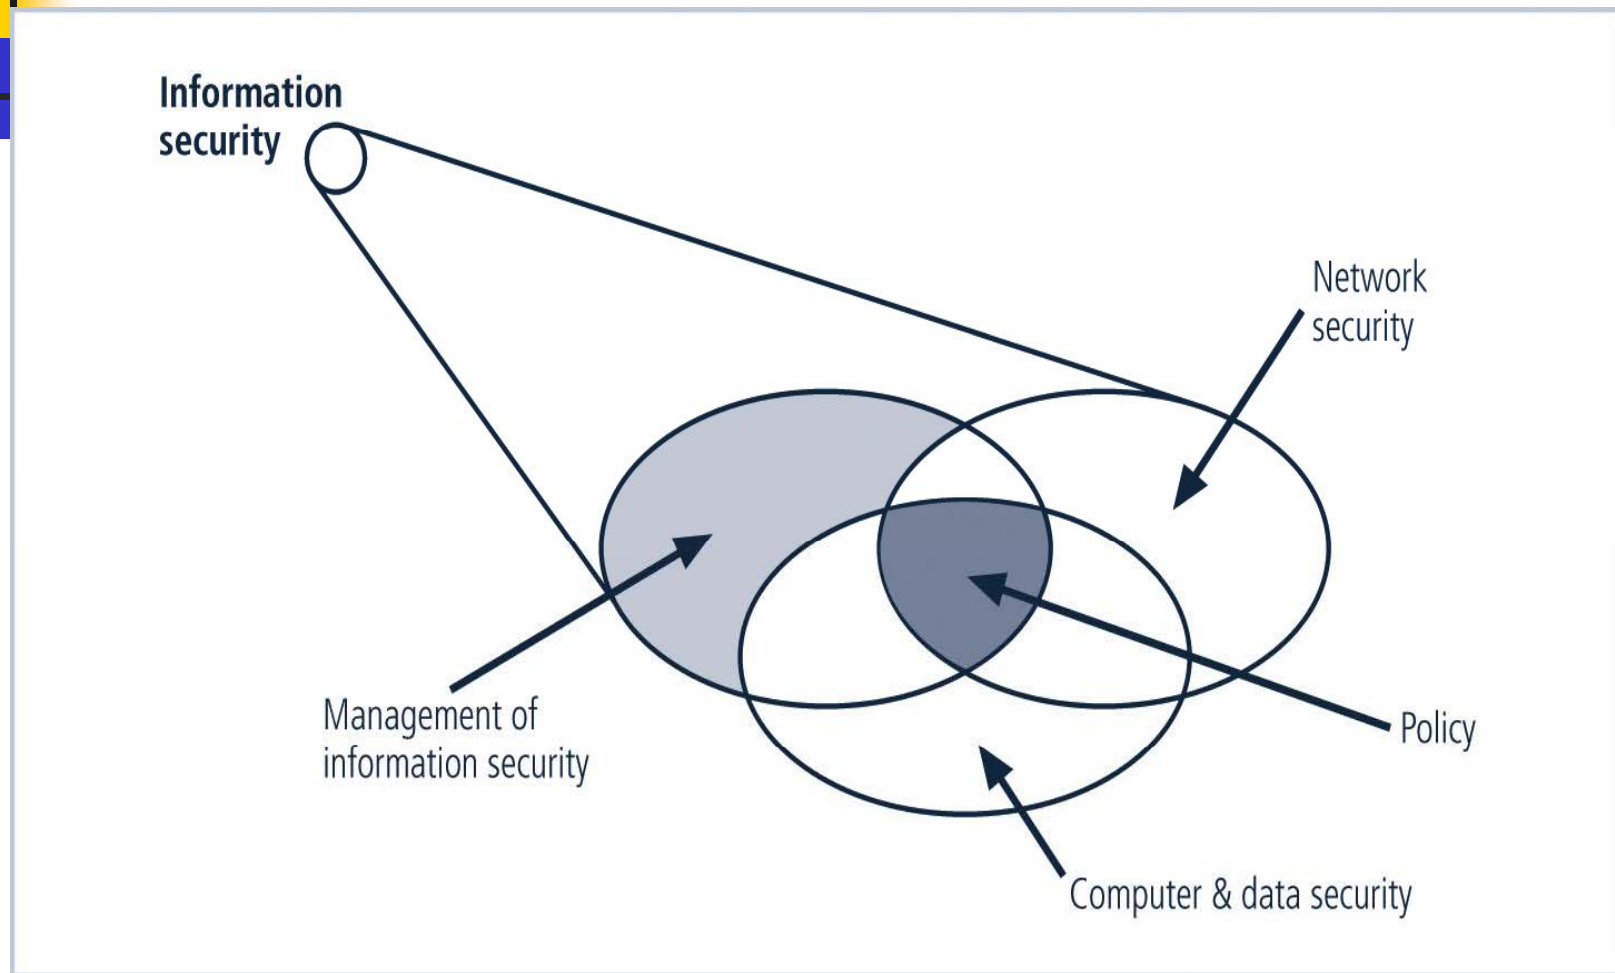 Information
security
Network
security
Management of
information security
Policy
Computer & data security